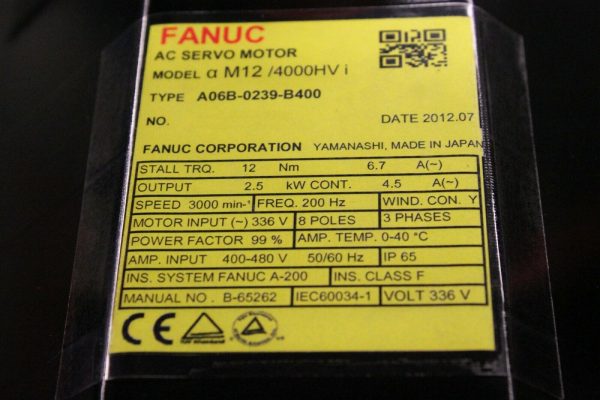 FANUC
AC SERVO MOTOR
MODEL α M12 /4000HV i
TYPE A06B-0239-B400
NO. DATE 2012.07
FANUC CORPORATION YAMANASHI, MADE IN JAPAN
STALL TRQ. 12 Nm 6.7 A(~)
OUTPUT 2.5 kW CONT. 4.5 A(~)
SPEED 3000 min-¹ FREQ. 200 Hz WIND. CON. Y
MOTOR INPUT (~) 336 V 8 POLES 3 PHASES
POWER FACTOR 99 % AMP. TEMP. 0-40 °C
AMP. INPUT 400-480 V 50/60 Hz IP 65
INS. SYSTEM FANUC A-200 INS. CLASS F
MANUAL NO. B-65262 IEC60034-1 VOLT 336 V
CE
TUV Rheinland